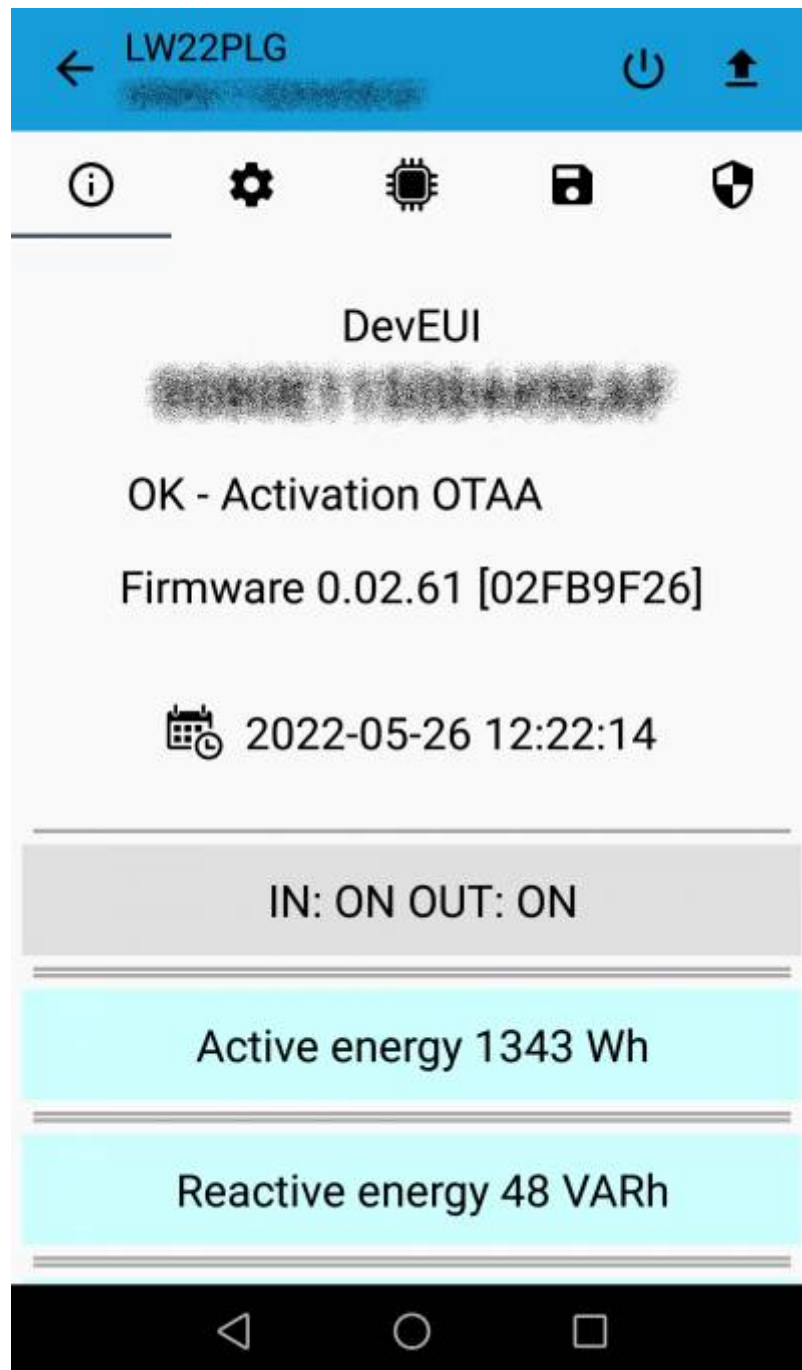 LW22PLG
DevEUI
OK - Activation OTAA
Firmware 0.02.61 [02FB9F26]
2022-05-26 12:22:14
IN: ON OUT: ON
Active energy 1343 Wh
Reactive energy 48 VARh